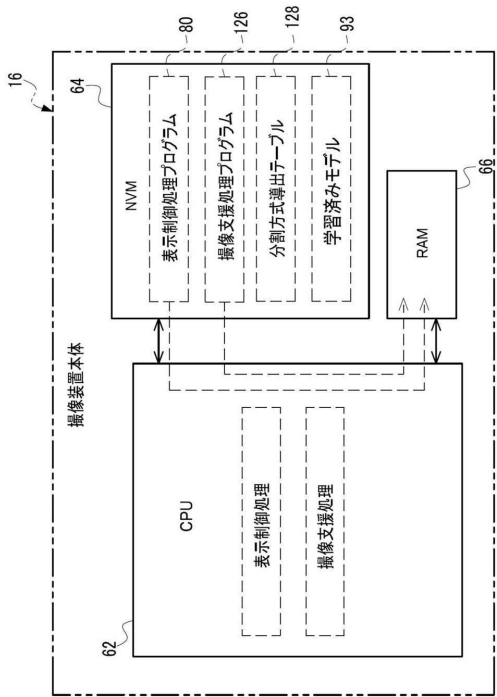 16
撮像装置本体
62
CPU
表示制御処理
撮像支援処理
64
NVM
表示制御処理プログラム
80
撮像支援処理プログラム
126
分割方式導出テーブル
128
学習済みモデル
93
RAM
66